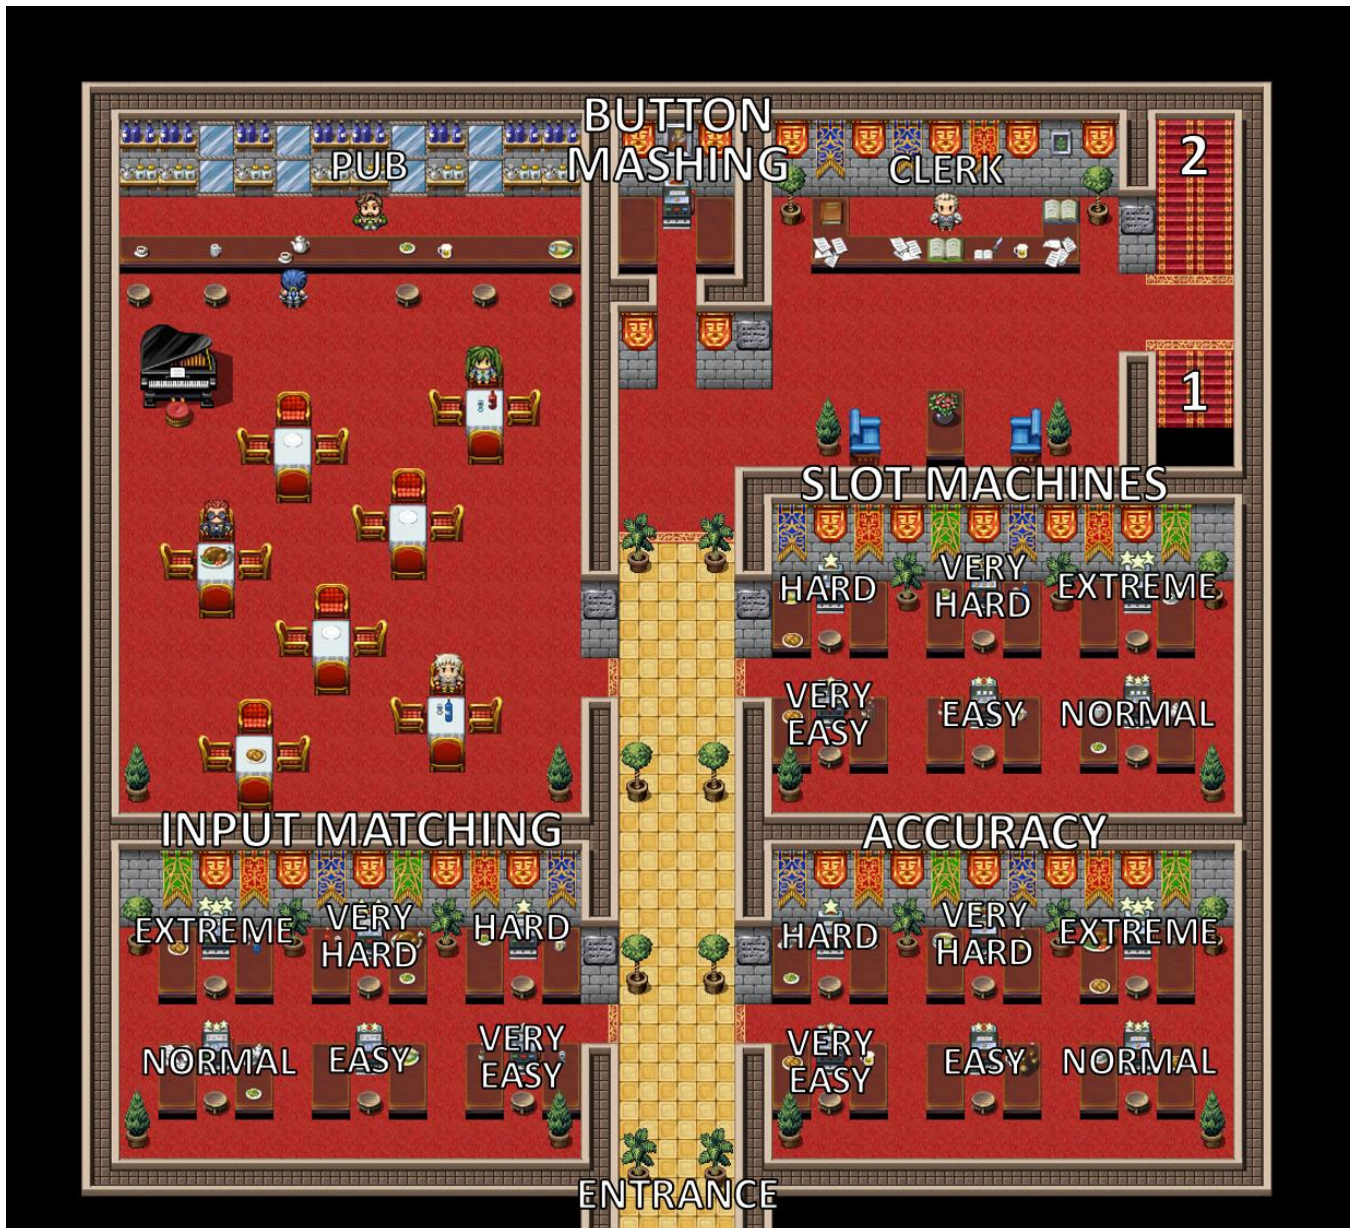 BUTTON
MASHING
PUB
CLERK
2
1
SLOT MACHINES
HARD
VERY
HARD
EXTREME
VERY
EASY
EASY
NORMAL
INPUT MATCHING
EXTREME
VERY
HARD
HARD
NORMAL
EASY
VERY
EASY
ACCURACY
HARD
VERY
HARD
EXTREME
VERY
EASY
EASY
NORMAL
ENTRANCE